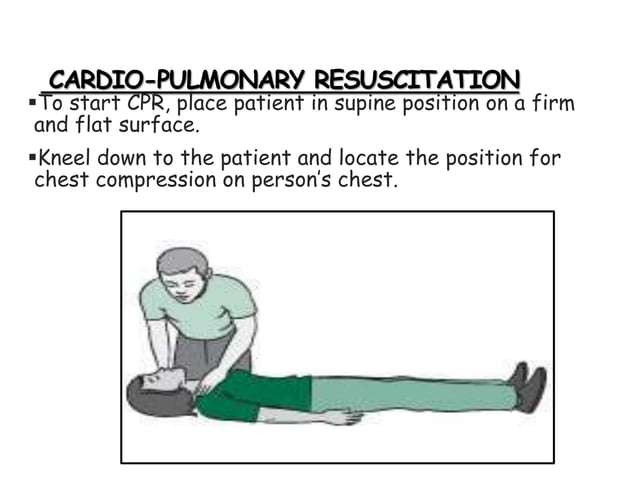 CARDIO-PULMONARY RESUSCITATION
▪To start CPR, place patient in supine position on a firm
and flat surface.
▪Kneel down to the patient and locate the position for
chest compression on person’s chest.